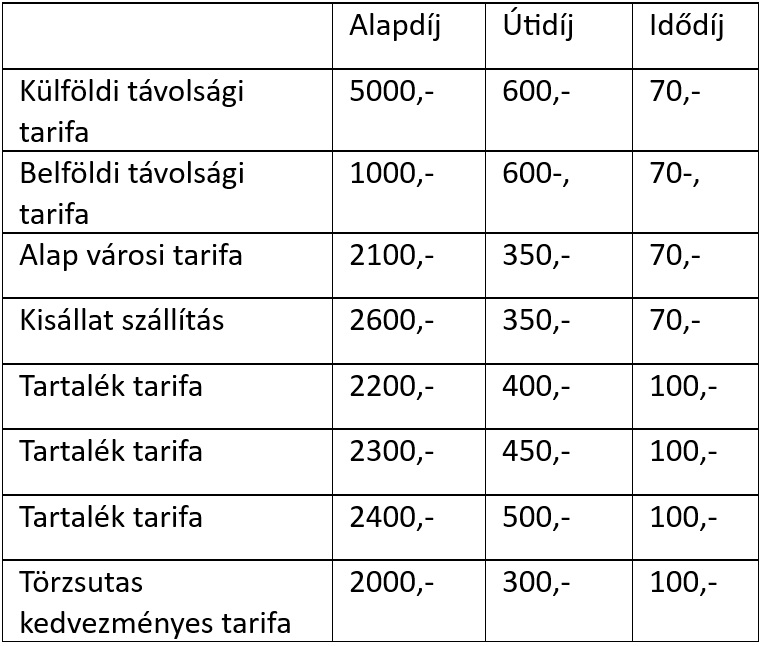 Alapdíj Útidíj Idődíj
Külföldi távolsági 5000,- 600,- 70,-
tarifa
Belföldi távolsági 1000,- 600-, 70-,
tarifa
Alap városi tarifa 2100,- 350,- 70,-
Kisállat szállítás 2600,- 350,- 70,-
Tartalék tarifa 2200,- 400,- 100,-
Tartalék tarifa 2300,- 450,- 100,-
Tartalék tarifa 2400,- 500,- 100,-
Törzsutas 2000,- 300,- 100,-
kedvezményes tarifa